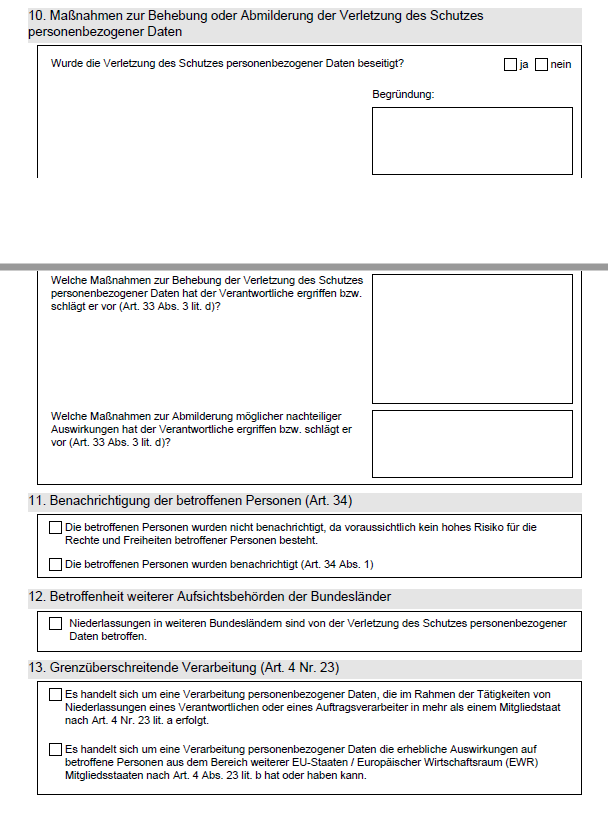 10. Maßnahmen zur Behebung oder Abmilderung der Verletzung des Schutzes
personenbezogener Daten
Wurde die Verletzung des Schutzes personenbezogener Daten beseitigt?
ja
nein
Begründung:
Welche Maßnahmen zur Behebung der Verletzung des Schutzes
personenbezogener Daten hat der Verantwortliche ergriffen bzw.
schlägt er vor (Art. 33 Abs. 3 lit. d)?
Welche Maßnahmen zur Abmilderung möglicher nachteiliger
Auswirkungen hat der Verantwortliche ergriffen bzw. schlägt er
vor (Art. 33 Abs. 3 lit. d)?
11. Benachrichtigung der betroffenen Personen (Art. 34)
Die betroffenen Personen wurden nicht benachrichtigt, da voraussichtlich kein hohes Risiko für die
Rechte und Freiheiten betroffener Personen besteht.
Die betroffenen Personen wurden benachrichtigt (Art. 34 Abs. 1)
12. Betroffenheit weiterer Aufsichtsbehörden der Bundesländer
Niederlassungen in weiteren Bundesländern sind von der Verletzung des Schutzes personenbezogener
Daten betroffen.
13. Grenzüberschreitende Verarbeitung (Art. 4 Nr. 23)
Es handelt sich um eine Verarbeitung personenbezogener Daten, die im Rahmen der Tätigkeiten von
Niederlassungen eines Verantwortlichen oder eines Auftragsverarbeiter in mehr als einem Mitgliedstaat
nach Art. 4 Nr. 23 lit. a erfolgt.
Es handelt sich um eine Verarbeitung personenbezogener Daten die erhebliche Auswirkungen auf
betroffene Personen aus dem Bereich weiterer EU-Staaten / Europäischer Wirtschaftsraum (EWR)
Mitgliedsstaaten nach Art. 4 Abs. 23 lit. b hat oder haben kann.